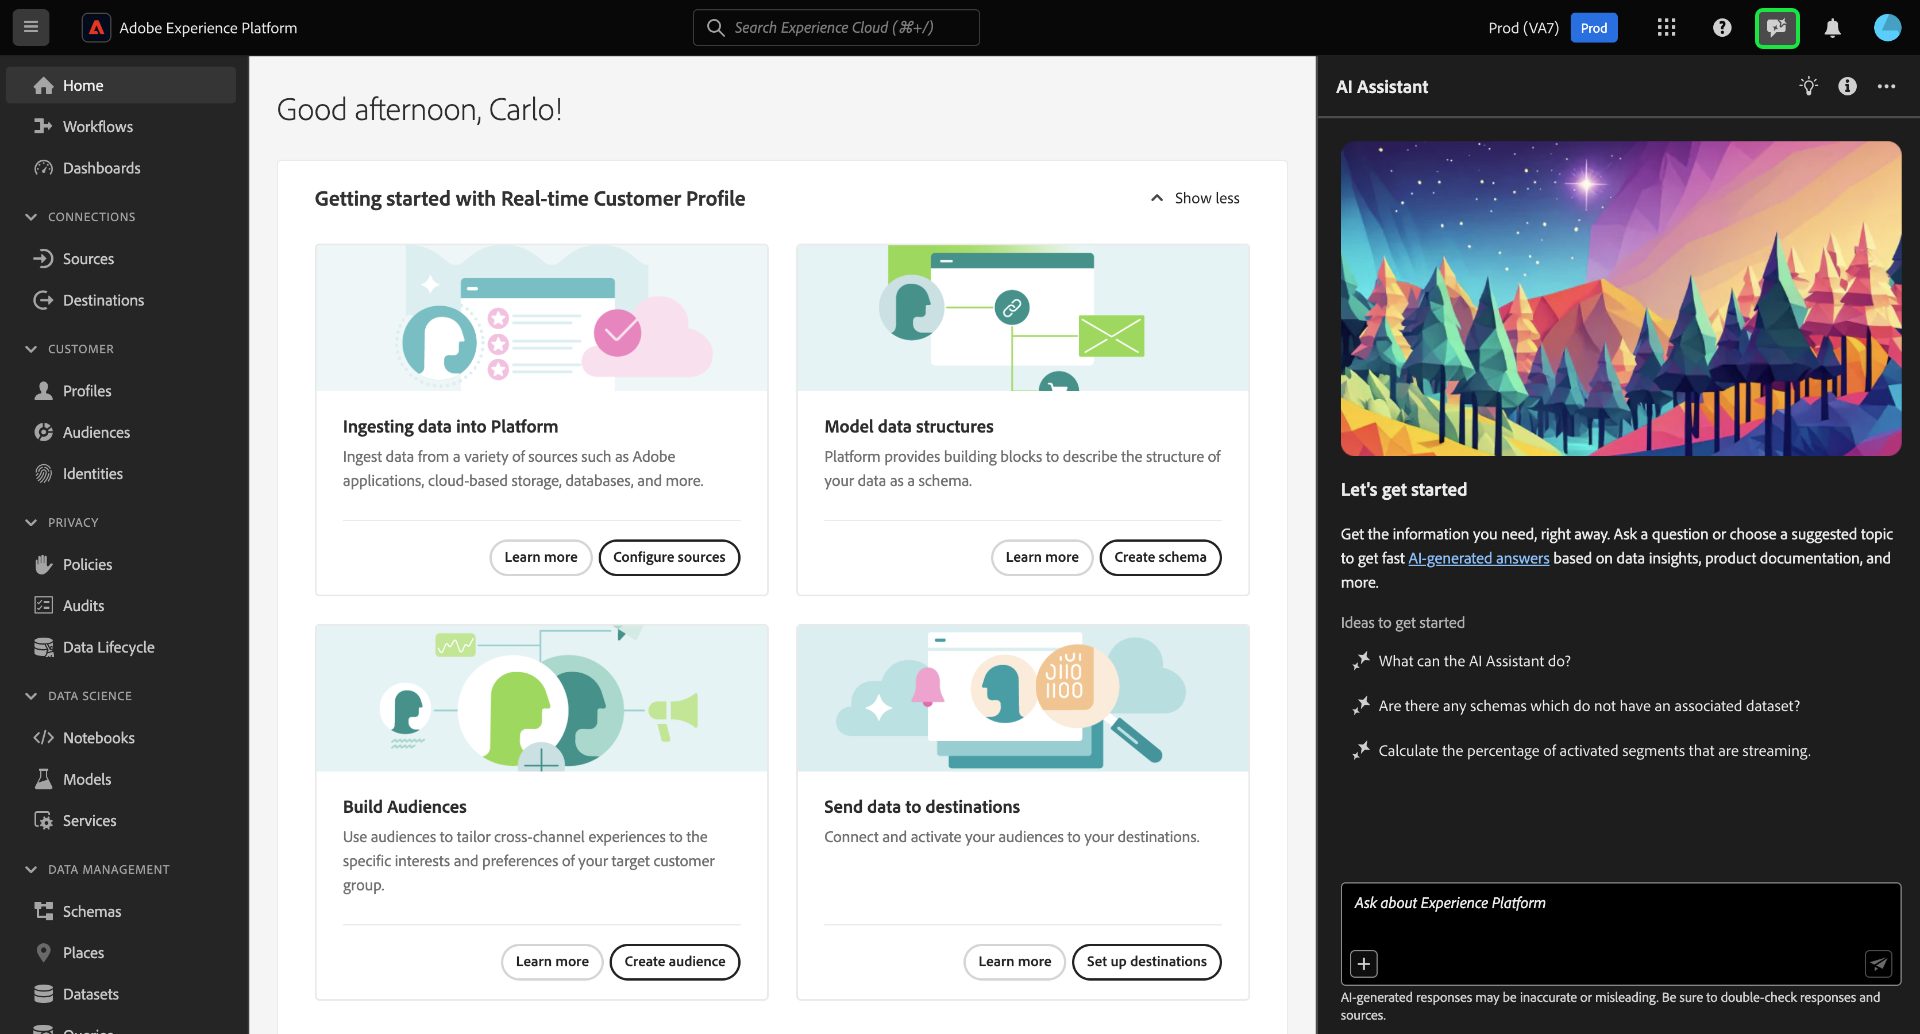 Adobe Experience Platform
Search Experience Cloud (⌘+/)
Prod (VA7)
Prod
Home
Workflows
Dashboards
CONNECTIONS
Sources
Destinations
CUSTOMER
Profiles
Audiences
Identities
PRIVACY
Policies
Audits
Data Lifecycle
DATA SCIENCE
Notebooks
Models
Services
DATA MANAGEMENT
Schemas
Places
Datasets
Queries
Good afternoon, Carlo!
Getting started with Real-time Customer Profile
Show less
Ingesting data into Platform
Ingest data from a variety of sources such as Adobe
applications, cloud-based storage, databases, and more.
Learn more
Configure sources
Model data structures
Platform provides building blocks to describe the structure of
your data as a schema.
Learn more
Create schema
Build Audiences
Use audiences to tailor cross-channel experiences to the
specific interests and preferences of your target customer
group.
Learn more
Create audience
Send data to destinations
Connect and activate your audiences to your destinations.
Learn more
Set up destinations
AI Assistant
Let's get started
Get the information you need, right away. Ask a question or choose a suggested topic
to get fast AI-generated answers based on data insights, product documentation, and
more.
Ideas to get started
What can the AI Assistant do?
Are there any schemas which do not have an associated dataset?
Calculate the percentage of activated segments that are streaming.
Ask about Experience Platform
AI-generated responses may be inaccurate or misleading. Be sure to double-check responses and
sources.